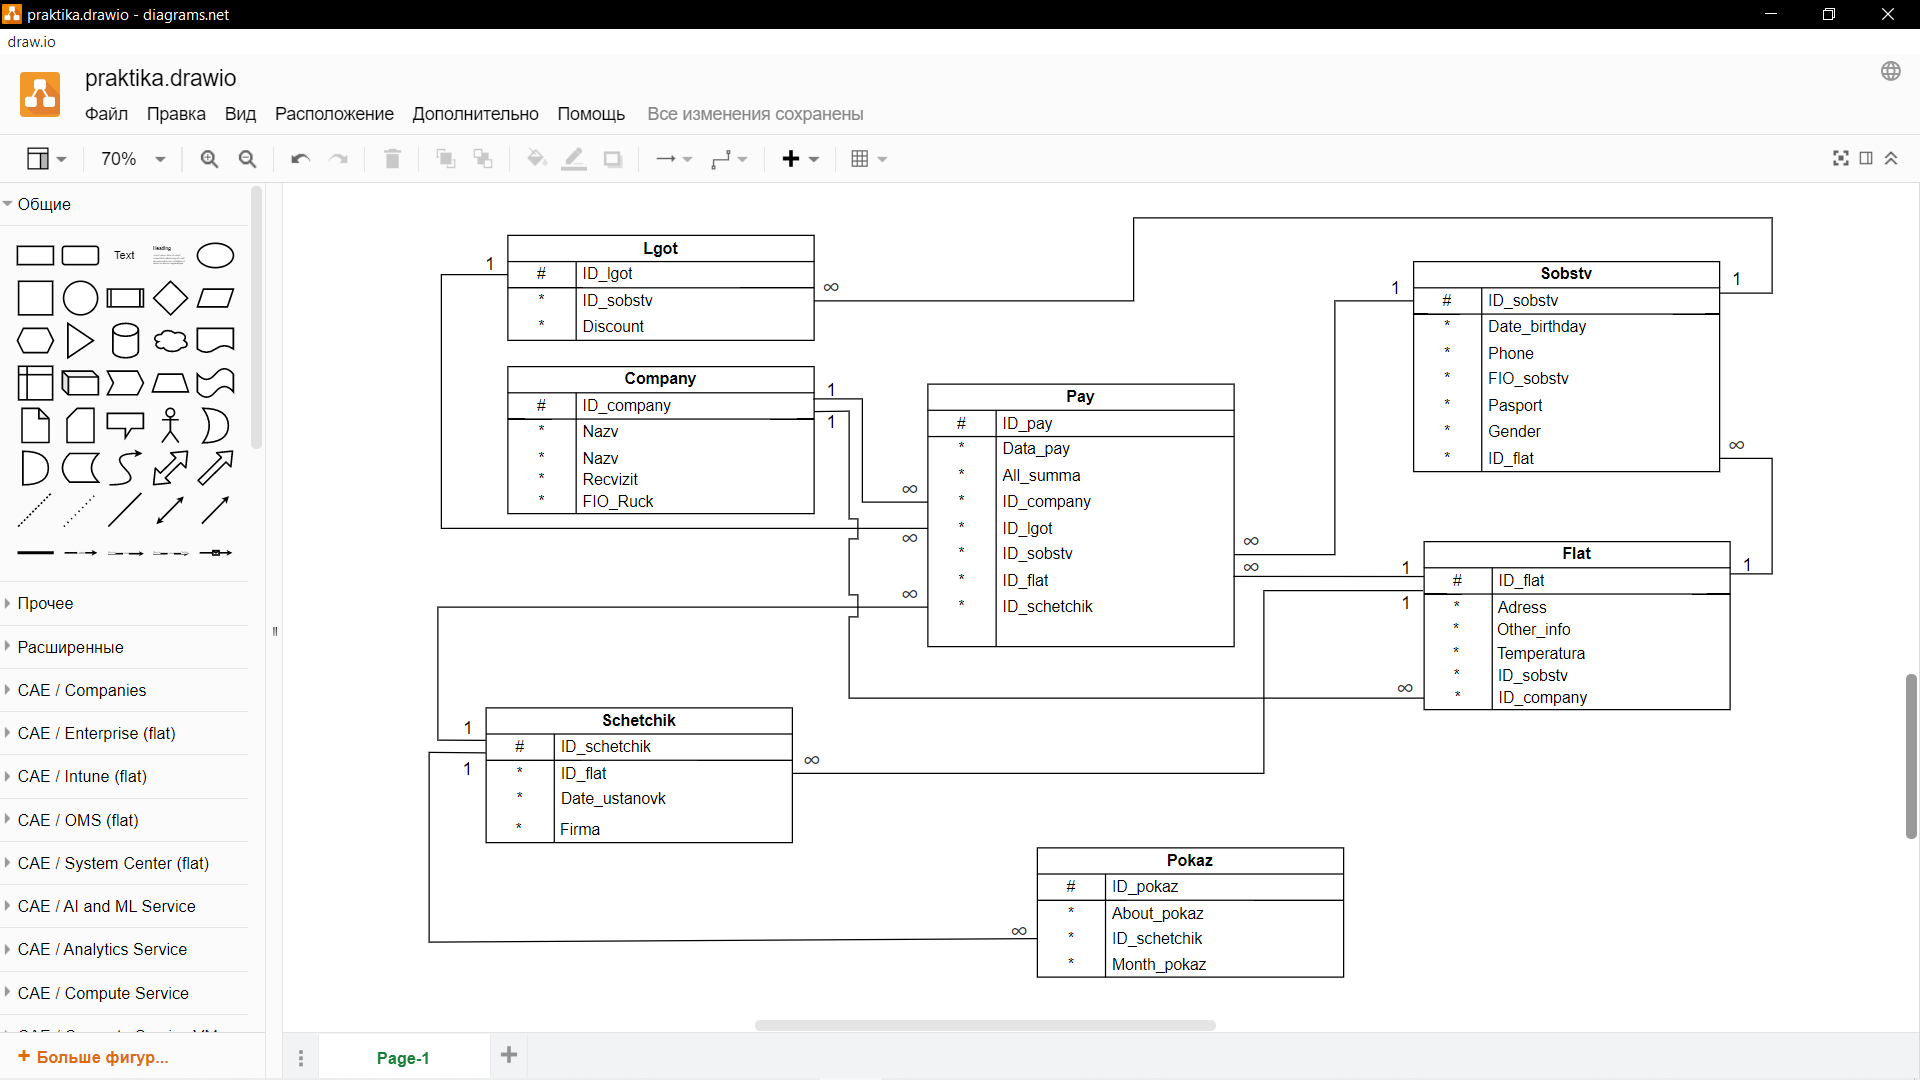 praktika.drawio - diagrams.net
draw.io
praktika.drawio
Файл Правка Вид Расположение Дополнительно Помощь Все изменения сохранены
70%
Общие
Text
Heading
Прочее
Расширенные
CAE / Companies
CAE / Enterprise (flat)
CAE / Intune (flat)
CAE / OMS (flat)
CAE / System Center (flat)
CAE / AI and ML Service
CAE / Analytics Service
CAE / Compute Service
+ Больше фигур...
Lgot
1
# ID_lgot
* ID_sobstv ∞
* Discount
Company
# ID_company
1
1
* Nazv
* Nazv
* Recvizit
* FIO_Ruck
Pay
# ID_pay
* Data_pay
* All_summa
∞ * ID_company
∞ * ID_lgot
* ID_sobstv ∞
* ID_flat ∞
∞ * ID_schetchik
Sobstv
1 # ID_sobstv 1
* Date_birthday
* Phone
* FIO_sobstv
* Pasport
* Gender
* ID_flat ∞
Flat
1 # ID_flat 1
1 * Adress
* Other_info
* Temperatura
* ID_sobstv
∞ * ID_company
Schetchik
1
# ID_schetchik
1
* ID_flat ∞
* Date_ustanovk
* Firma
Pokaz
# ID_pokaz
* About_pokaz
∞ * ID_schetchik
* Month_pokaz
Page-1